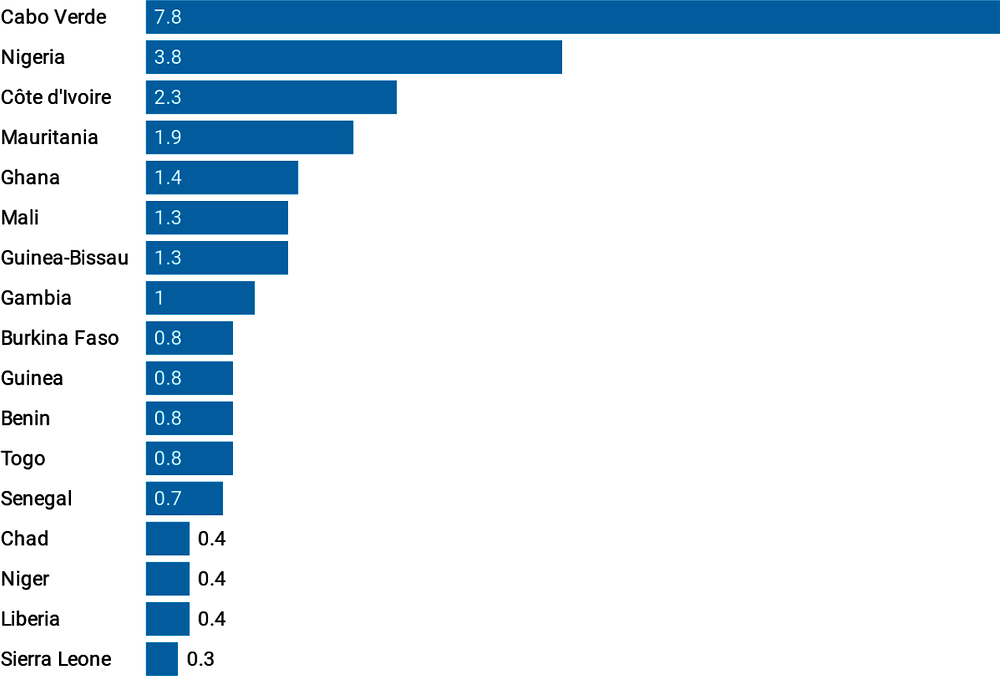 Cabo Verde 7.8
Nigeria 3.8
Côte d'Ivoire 2.3
Mauritania 1.9
Ghana 1.4
Mali 1.3
Guinea-Bissau 1.3
Gambia 1
Burkina Faso 0.8
Guinea 0.8
Benin 0.8
Togo 0.8
Senegal 0.7
Chad 0.4
Niger 0.4
Liberia 0.4
Sierra Leone 0.3